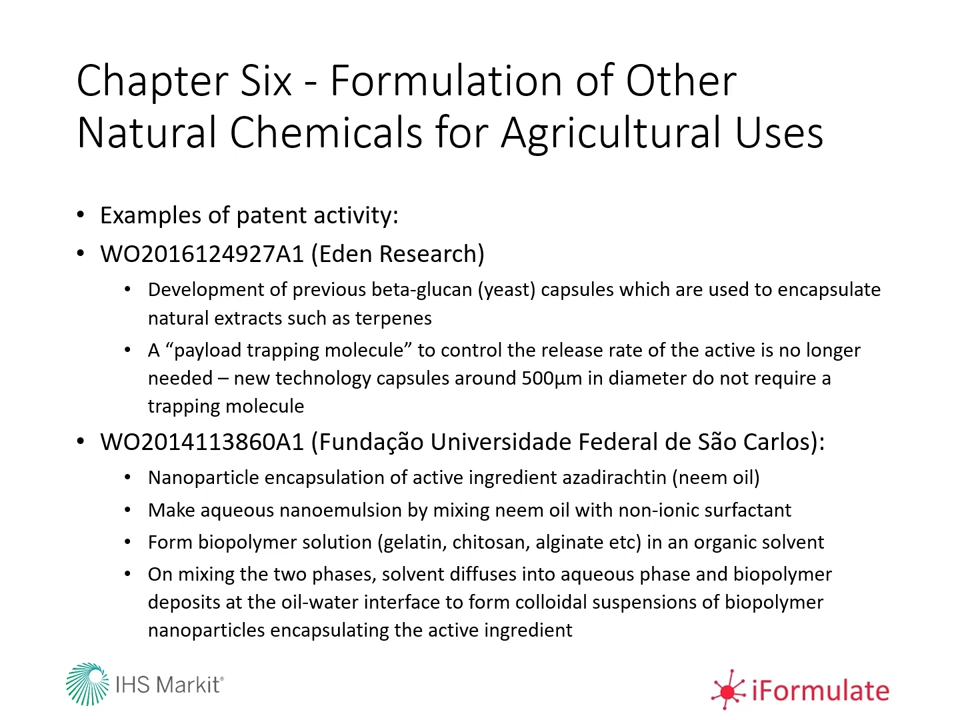 Chapter Six - Formulation of Other
Natural Chemicals for Agricultural Uses
• Examples of patent activity:
• WO2016124927A1 (Eden Research)
• Development of previous beta-glucan (yeast) capsules which are used to encapsulate
natural extracts such as terpenes
• A “payload trapping molecule” to control the release rate of the active is no longer
needed – new technology capsules around 500µm in diameter do not require a
trapping molecule
• WO2014113860A1 (Fundação Universidade Federal de São Carlos):
• Nanoparticle encapsulation of active ingredient azadirachtin (neem oil)
• Make aqueous nanoemulsion by mixing neem oil with non-ionic surfactant
• Form biopolymer solution (gelatin, chitosan, alginate etc) in an organic solvent
• On mixing the two phases, solvent diffuses into aqueous phase and biopolymer
deposits at the oil-water interface to form colloidal suspensions of biopolymer
nanoparticles encapsulating the active ingredient
IHS Markit®
iFormulate